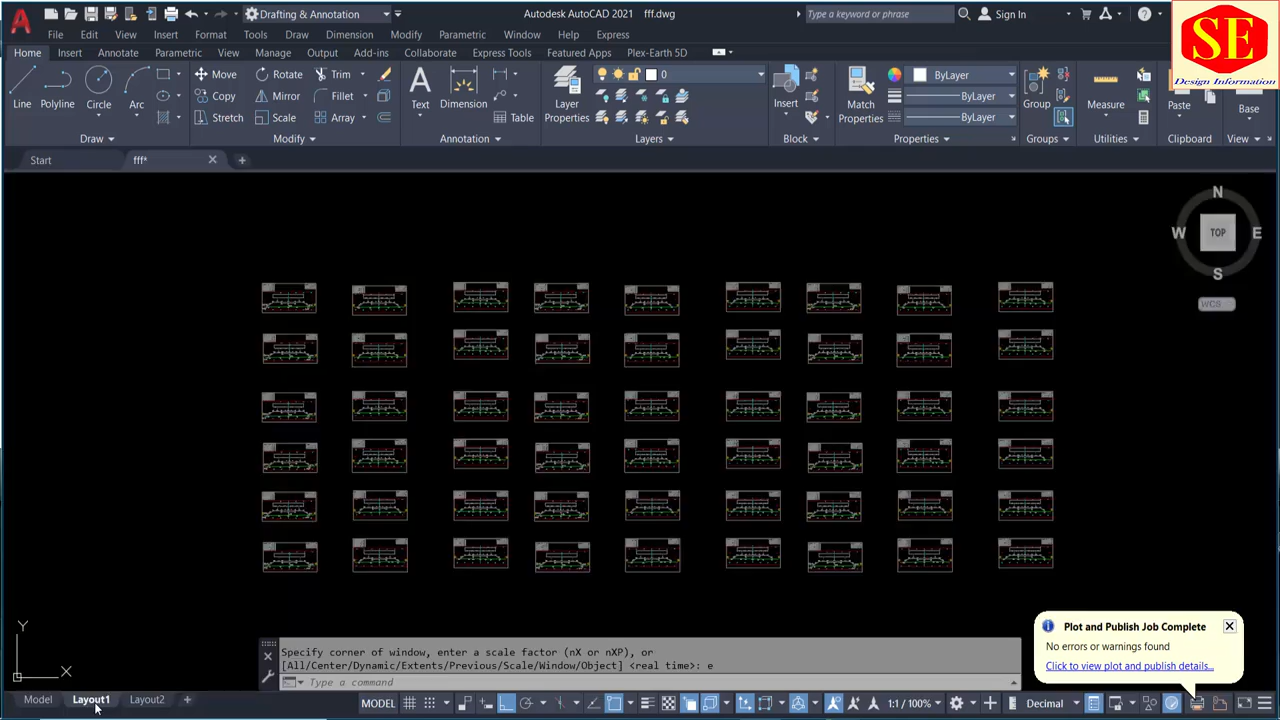 Autodesk AutoCAD 2021 fff.dwg
Drafting & Annotation
Type a keyword or phrase
Sign In
SE
Design Information
File Edit View Insert Format Tools Draw Dimension Modify Parametric Window Help Express
Home Insert Annotate Parametric View Manage Output Add-ins Collaborate Express Tools Featured Apps Plex-Earth 5D
Line Polyline Circle Arc
Move Rotate Trim
Copy Mirror Fillet
Stretch Scale Array
Text Dimension Table
Layer Properties
0
Insert
Match Properties
ByLayer
ByLayer
ByLayer
Group
Measure
Paste
Base
Draw Modify Annotation Layers Block Properties Groups Utilities Clipboard View
Start fff*
N
W TOP E
S
WCS
Y
X
Specify corner of window, enter a scale factor (nX or nXP), or
[All/Center/Dynamic/Extents/Previous/Scale/Window/Object] <real time>: e
Type a command
Plot and Publish Job Complete
No errors or warnings found
Click to view plot and publish details...
Model Layout1 Layout2 +
MODEL 1:1 / 100% Decimal